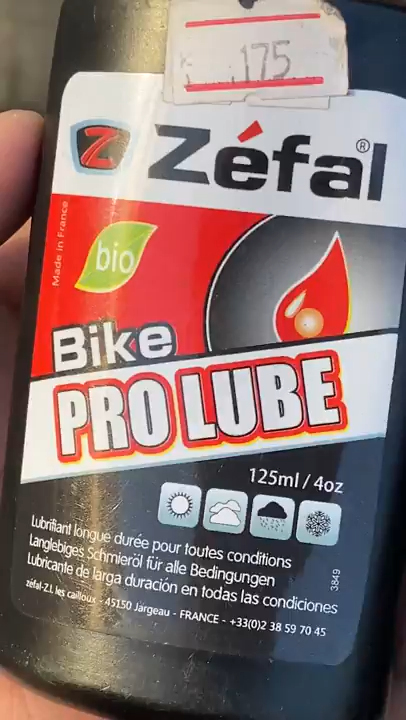 175
Z Zéfal®
Made in France
bio
Bike
PRO LUBE
125ml / 4oz
Lubrifiant longue durée pour toutes conditions
Langlebiges Schmieröl für alle Bedingungen
Lubricante de larga duración en todas las condiciones
zéfal-Z.I. les cailloux - 45150 Jargeau - FRANCE - +33(0)2 38 59 70 45
3849